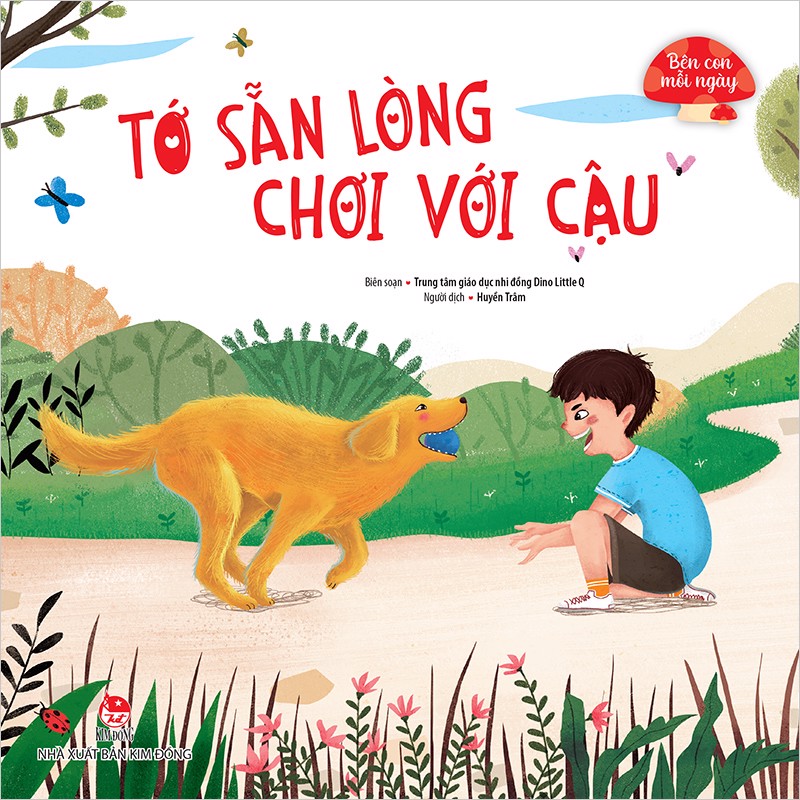 Bên con
mỗi ngày
TỚ SẴN LÒNG
CHƠI VỚI CẬU
Biên soạn ♥ Trung tâm giáo dục nhi đồng Dino Little Q
Người dịch ♥ Huyền Trâm
KIM ĐỒNG
NHÀ XUẤT BẢN KIM ĐỒNG